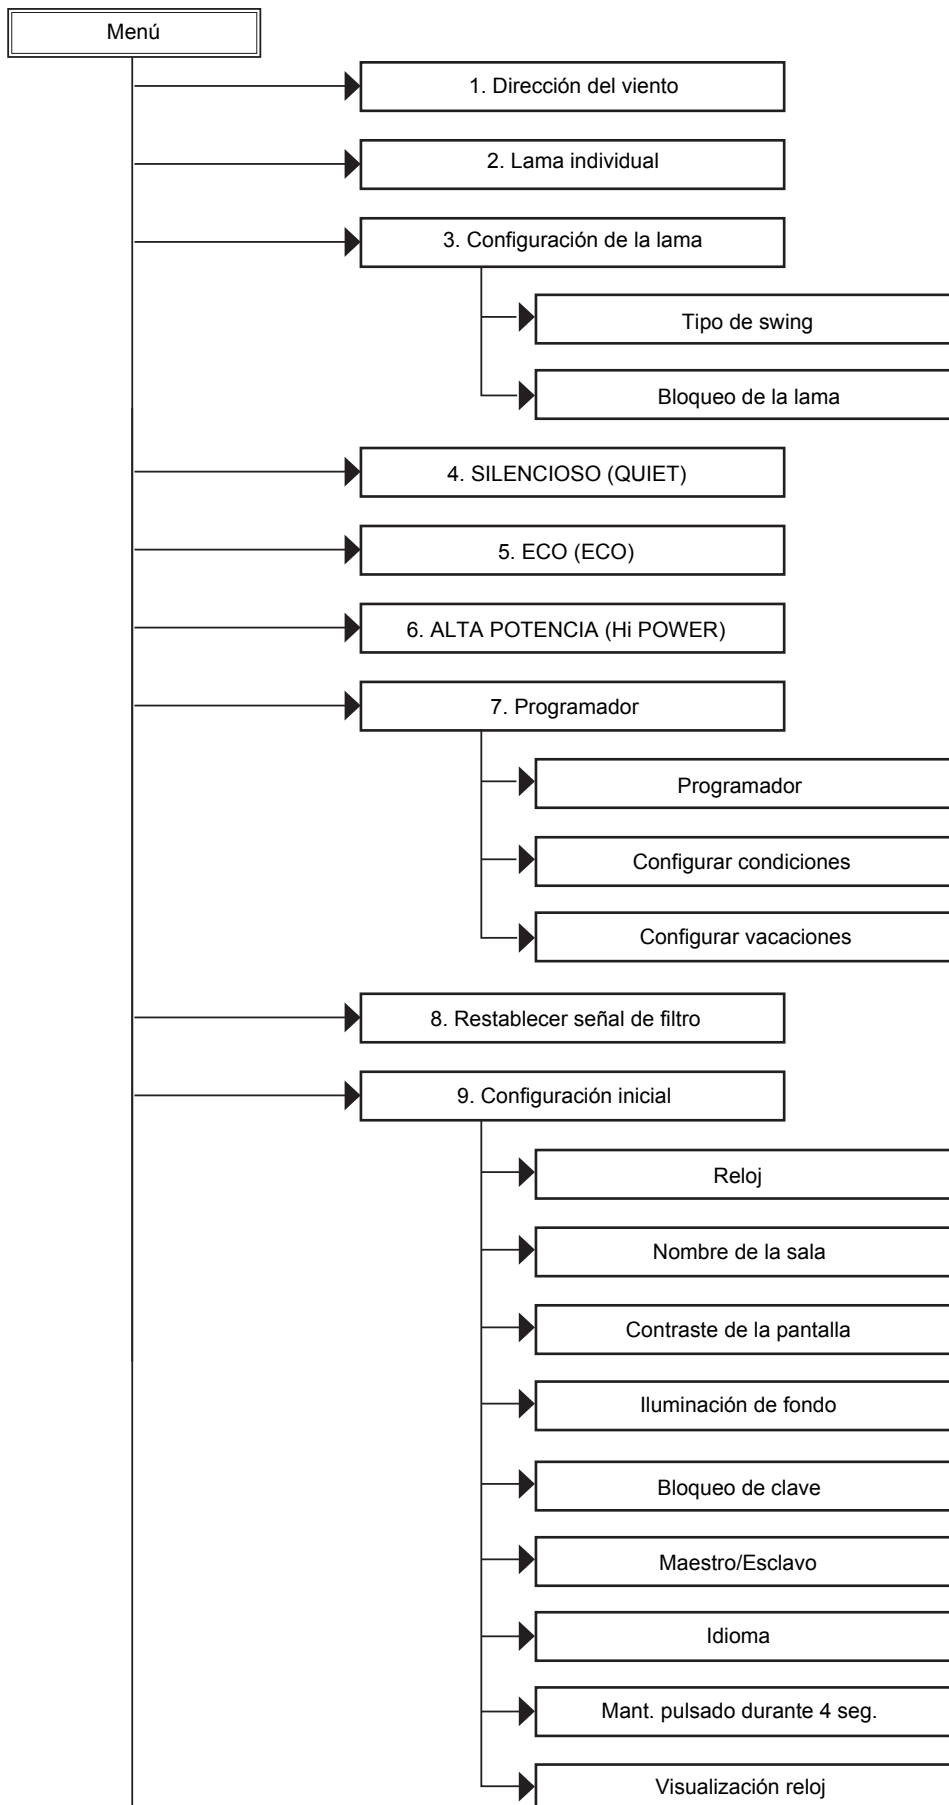 Menú
1. Dirección del viento
2. Lama individual
3. Configuración de la lama
Tipo de swing
Bloqueo de la lama
4. SILENCIOSO (QUIET)
5. ECO (ECO)
6. ALTA POTENCIA (Hi POWER)
7. Programador
Programador
Configurar condiciones
Configurar vacaciones
8. Restablecer señal de filtro
9. Configuración inicial
Reloj
Nombre de la sala
Contraste de la pantalla
Iluminación de fondo
Bloqueo de clave
Maestro/Esclavo
Idioma
Mant. pulsado durante 4 seg.
Visualización reloj